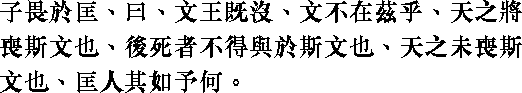 子畏於匡、曰、文王既沒、文不在茲乎、天之將
喪斯文也、後死者不得與於斯文也、天之未喪斯
文也、匡人其如予何。